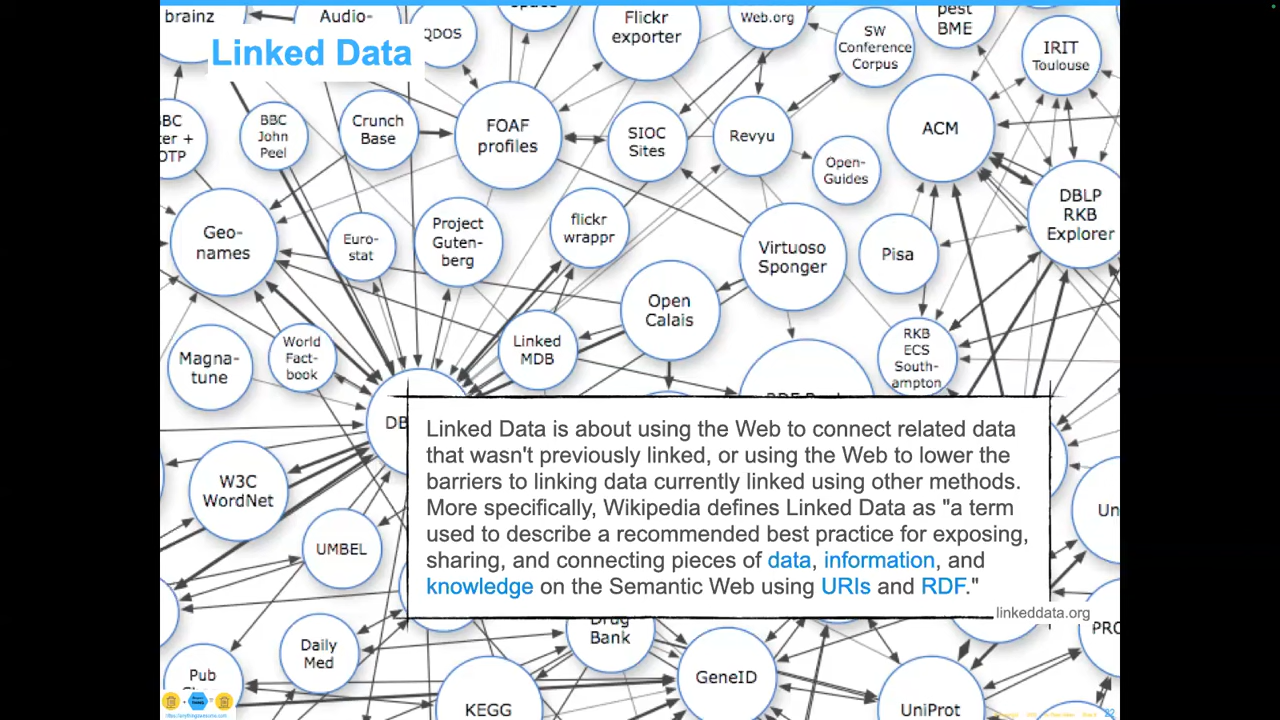 brainz
Audio-
QDOS
space
Flickr
exporter
Web.org
SW
Conference
Corpus
pest
BME
IRIT
Toulouse
Linked Data
BBC
John
Peel
Crunch
Base
FOAF
profiles
SIOC
Sites
Revyu
Open-
Guides
ACM
DBLP
RKB
Explorer
Geo-
names
Euro-
stat
Project
Guten-
berg
flickr
wrappr
Virtuoso
Sponger
Pisa
Open
Calais
Linked
MDB
RKB
ECS
South-
ampton
Magna-
tune
World
Fact-
book
DB
W3C
WordNet
UMBEL
Linked Data is about using the Web to connect related data
that wasn't previously linked, or using the Web to lower the
barriers to linking data currently linked using other methods.
More specifically, Wikipedia defines Linked Data as "a term
used to describe a recommended best practice for exposing,
sharing, and connecting pieces of data, information, and
knowledge on the Semantic Web using URIs and RDF."
linkeddata.org
Un
Daily
Med
Drug
Bank
GeneID
PRO
Pub
KEGG
UniProt
22